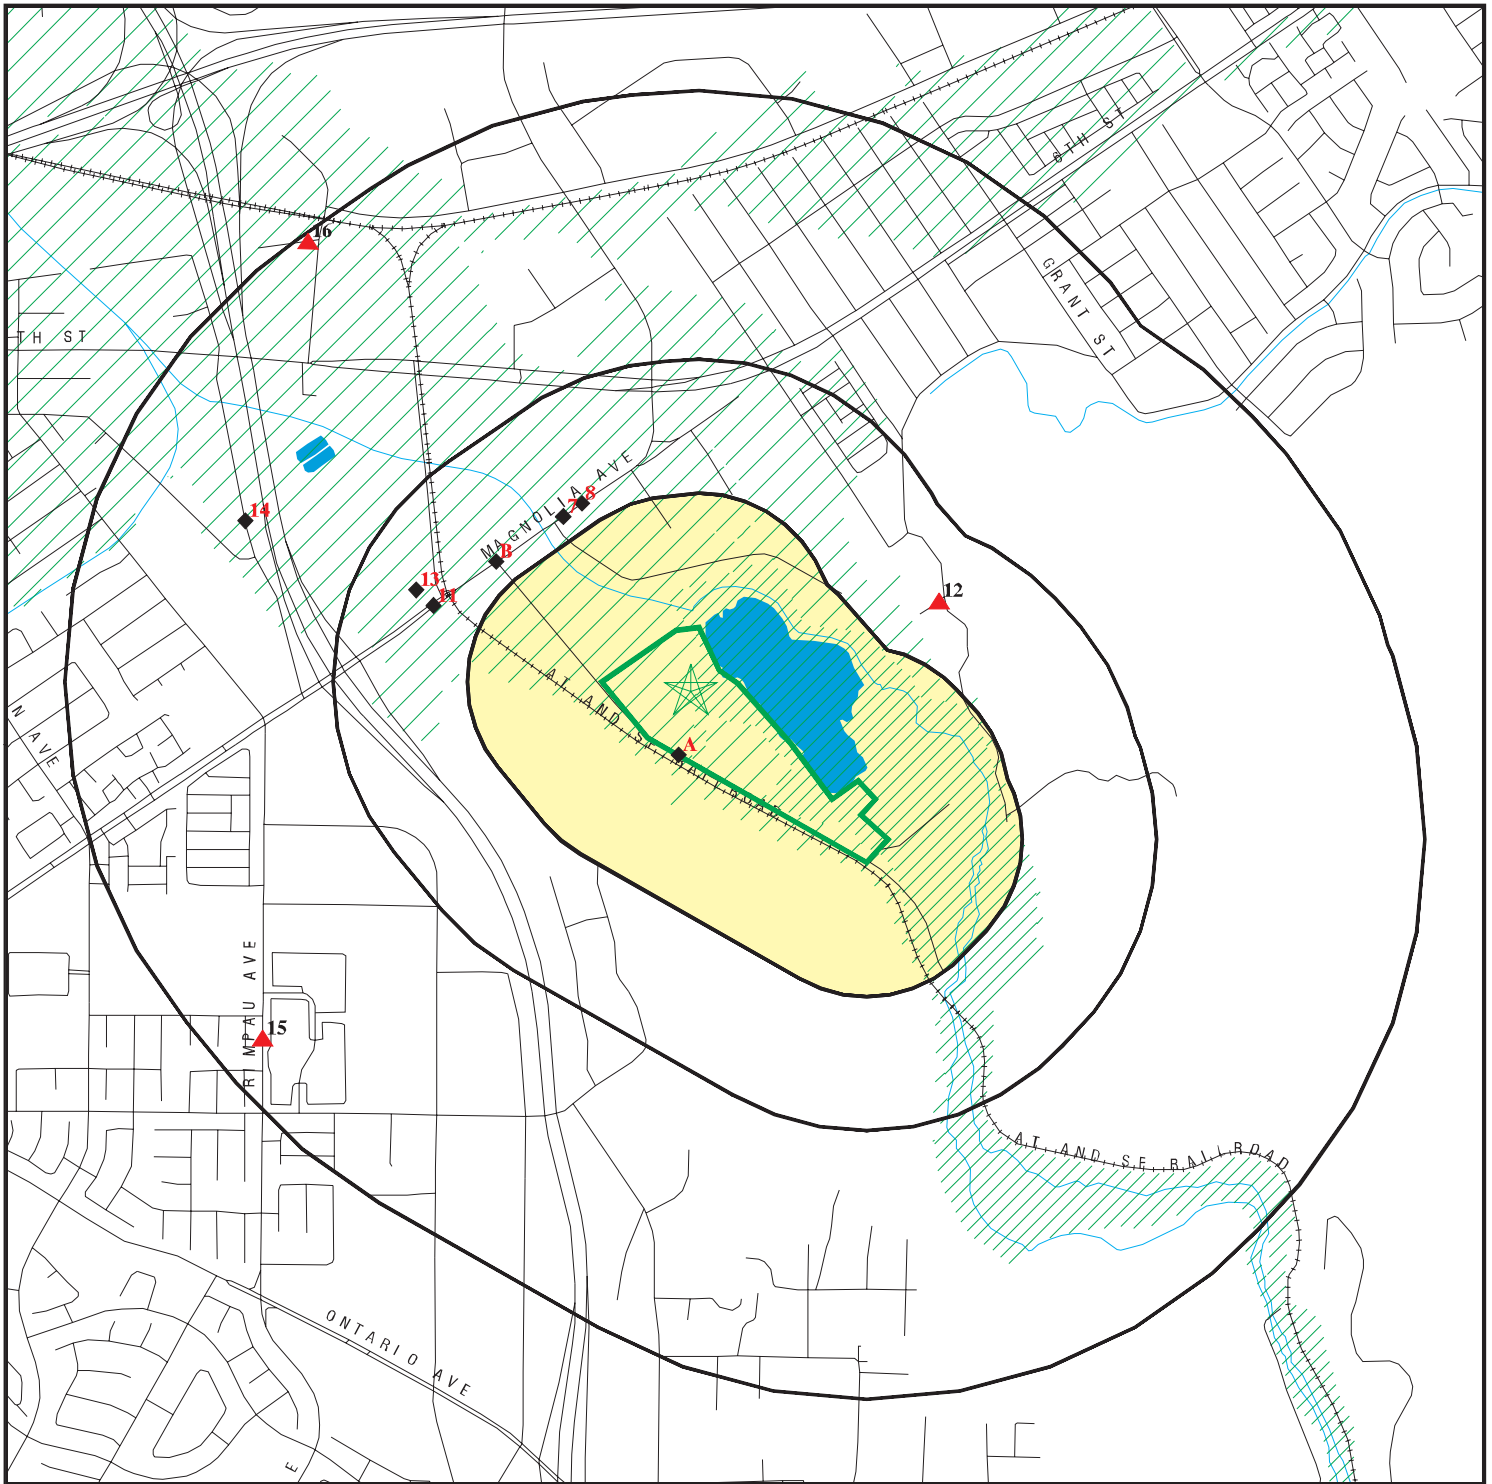 6TH ST
16
GRANT ST
TH ST
MAGNOLIA AVE
8
7
14
B
13
11
12
AT AND SF RAILROAD
A
N AVE
RIMPAU AVE
15
AT AND SF RAILROAD
ONTARIO AVE
E